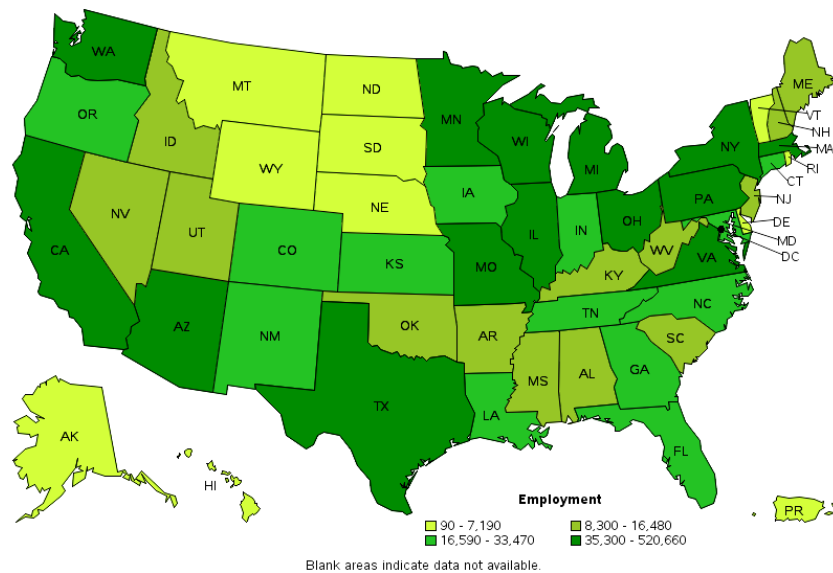 WA
MT
ND
ME
OR
MN
VT
ID
NH
WI
NY
MA
SD
WY
MI
RI
CT
IA
PA
NJ
NE
NV
OH
DE
UT
IL
IN
MD
CA
CO
WV
DC
VA
KS
MO
KY
NC
TN
AZ
OK
NM
AR
SC
MS
AL
GA
TX
LA
FL
AK
HI
PR
Employment
90 - 7,190 8,300 - 16,480
16,590 - 33,470 35,300 - 520,660
Blank areas indicate data not available.